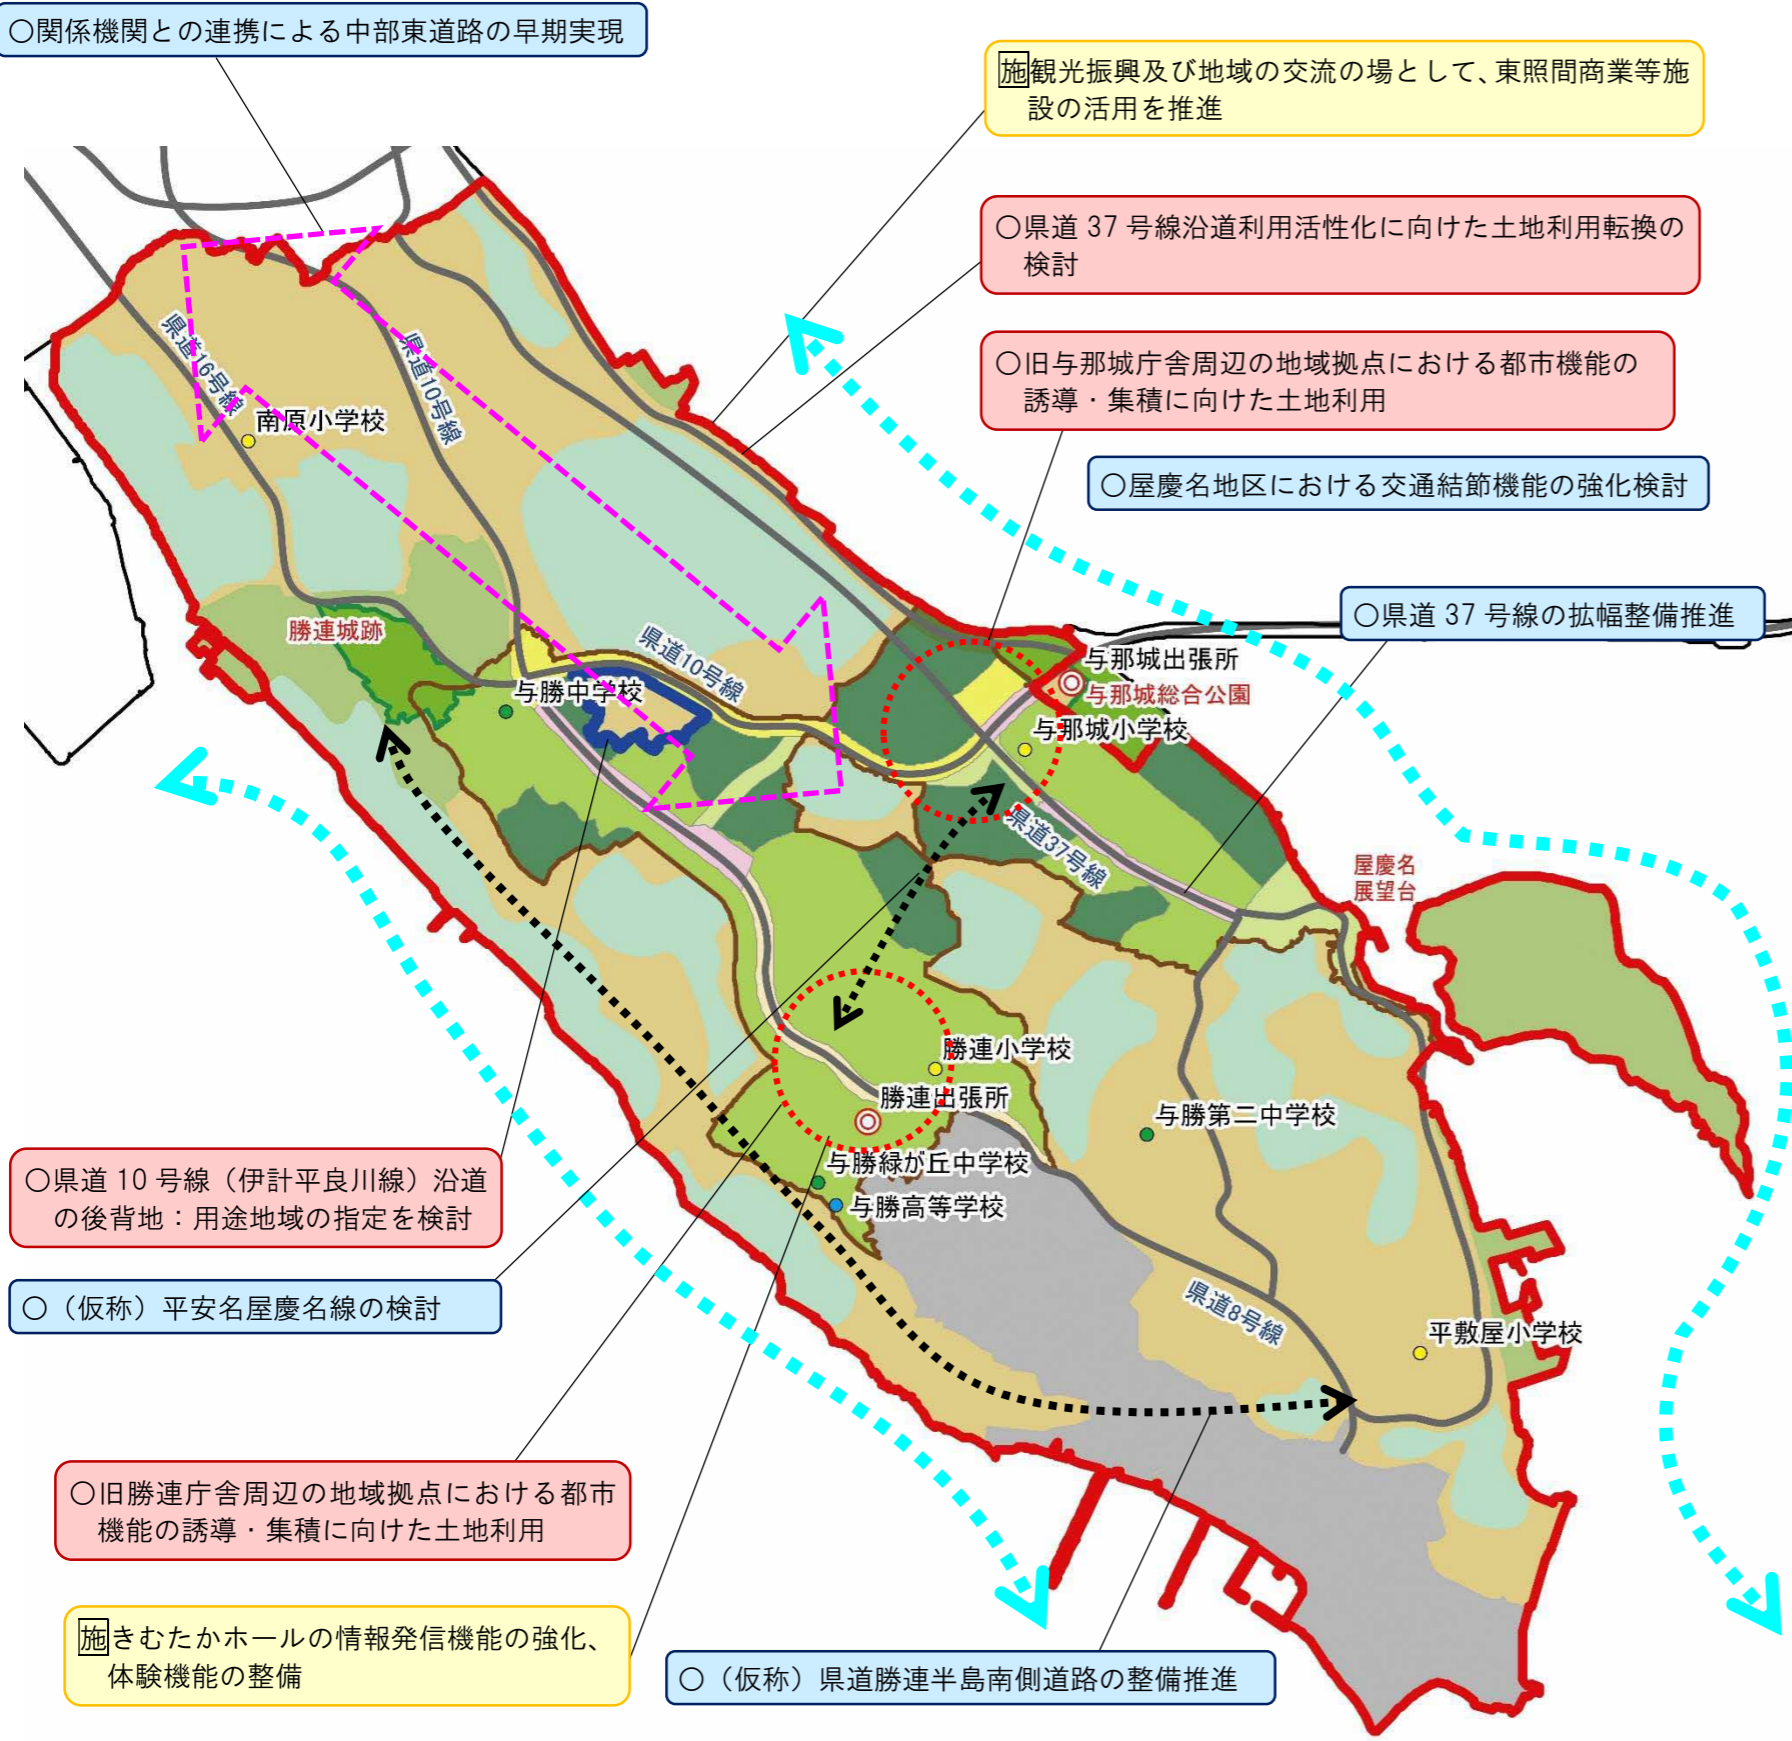 〇関係機関との連携による中部東道路の早期実現
施観光振興及び地域の交流の場として、東照間商業等施
設の活用を推進
〇県道 37 号線沿道利用活性化に向けた土地利用転換の
検討
〇旧与那城庁舎周辺の地域拠点における都市機能の
誘導・集積に向けた土地利用
〇屋慶名地区における交通結節機能の強化検討
〇県道 37 号線の拡幅整備推進
県道16号線
県道10号線
南原小学校
勝連城跡
県道10号線
与勝中学校
与那城出張所
与那城総合公園
与那城小学校
県道37号線
屋慶名
展望台
勝連小学校
勝連出張所
与勝第二中学校
与勝緑が丘中学校
与勝高等学校
県道8号線
平敷屋小学校
〇県道 10 号線（伊計平良川線）沿道
の後背地：用途地域の指定を検討
〇（仮称）平安名屋慶名線の検討
〇旧勝連庁舎周辺の地域拠点における都市
機能の誘導・集積に向けた土地利用
施きむたかホールの情報発信機能の強化、
体験機能の整備
〇（仮称）県道勝連半島南側道路の整備推進